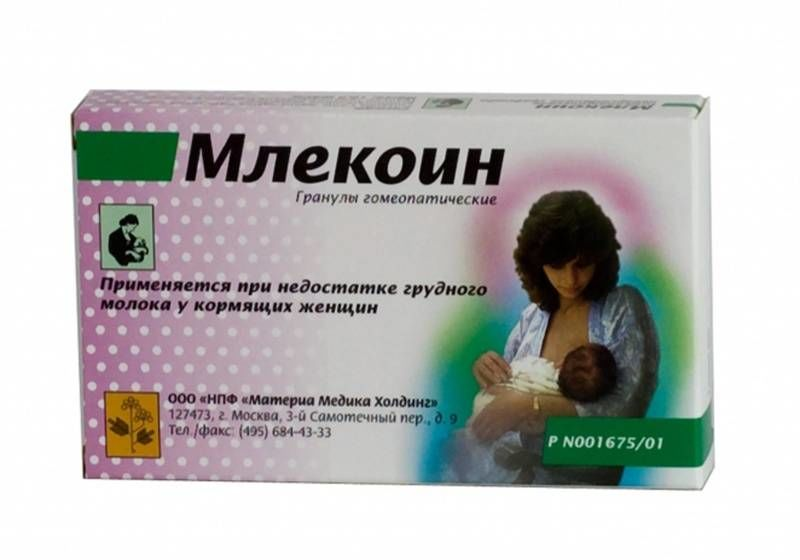 Млекоин
Гранулы гомеопатические
Применяется при недостатке грудного
молока у кормящих женщин
ООО «НПФ «Материа Медика Холдинг»
127473, г. Москва, 3-й Самотечный пер., д. 9
Тел./факс: (495) 684-43-33
P N001675/01